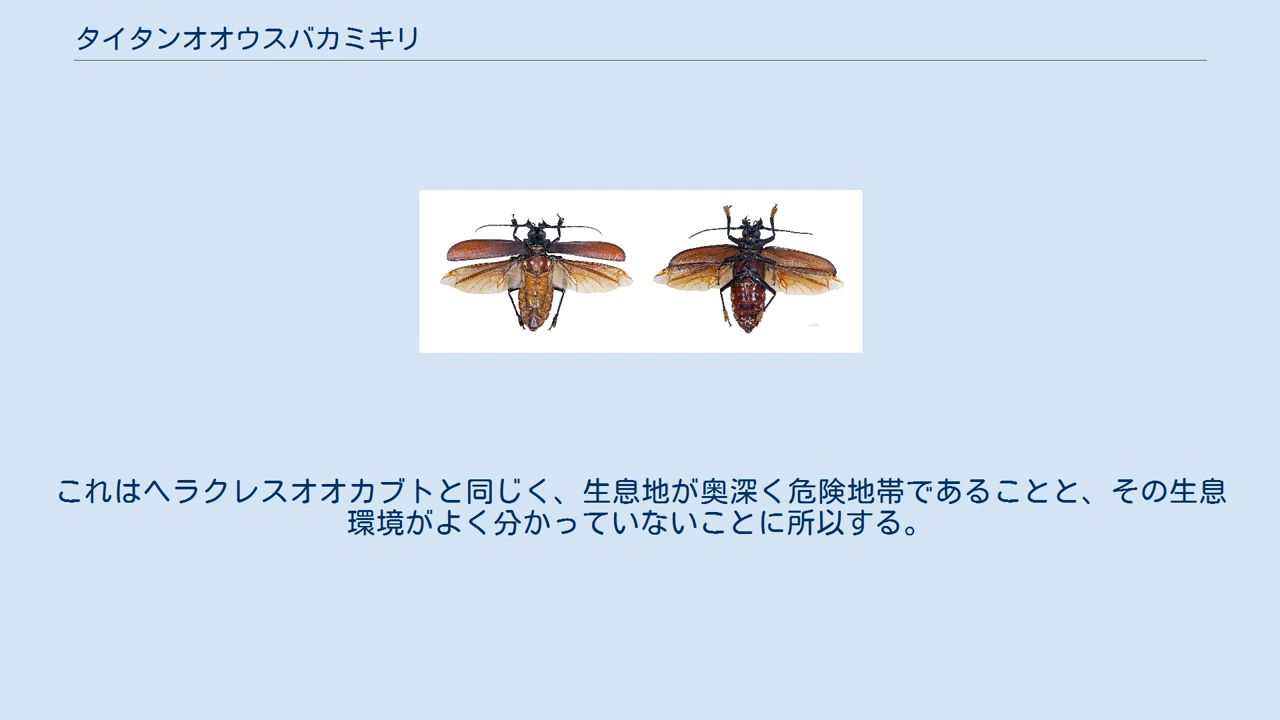 タイタンオオウスバカミキリ
これはヘラクレスオオカブトと同じく、生息地が奥深く危険地帯であることと、その生息
環境がよく分かっていないことに所以する。